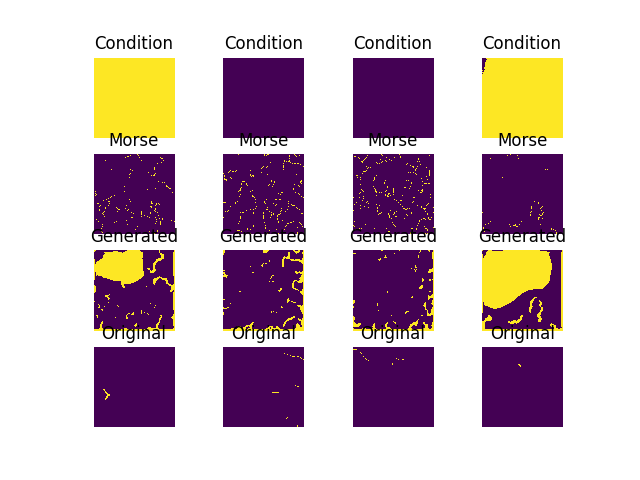 Condition Condition Condition Condition
Morse Morse Morse Morse
Generated Generated Generated Generated
Original Original Original Original